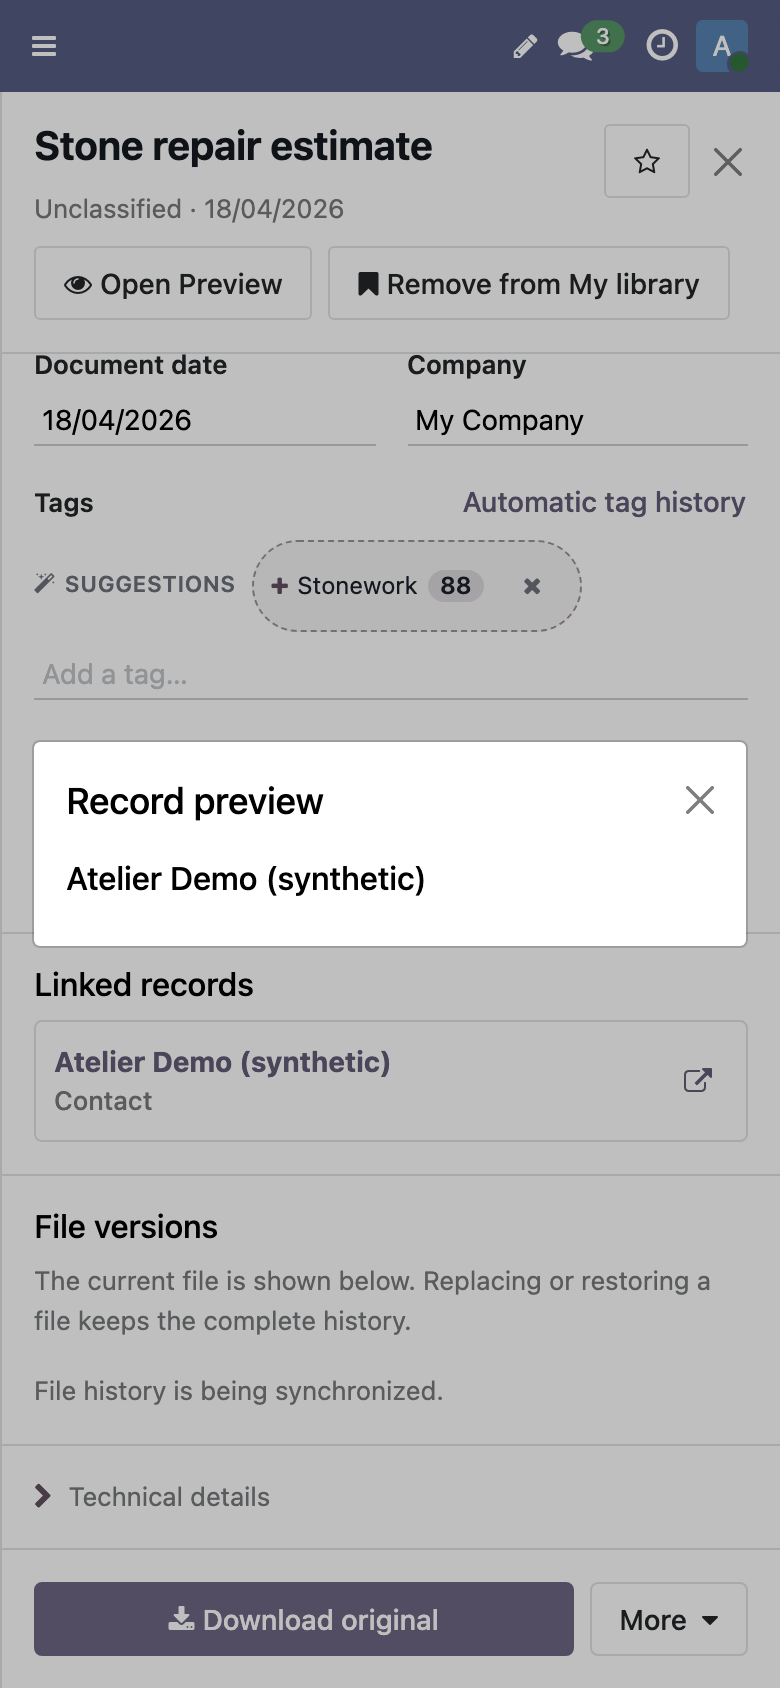 3
A
Stone repair estimate
Unclassified · 18/04/2026
Open Preview
Remove from My library
Document date
Company
18/04/2026
My Company
Tags
Automatic tag history
SUGGESTIONS
Stonework 88
Add a tag...
Record preview
Atelier Demo (synthetic)
Linked records
Atelier Demo (synthetic)
Contact
File versions
The current file is shown below. Replacing or restoring a
file keeps the complete history.
File history is being synchronized.
Technical details
Download original
More